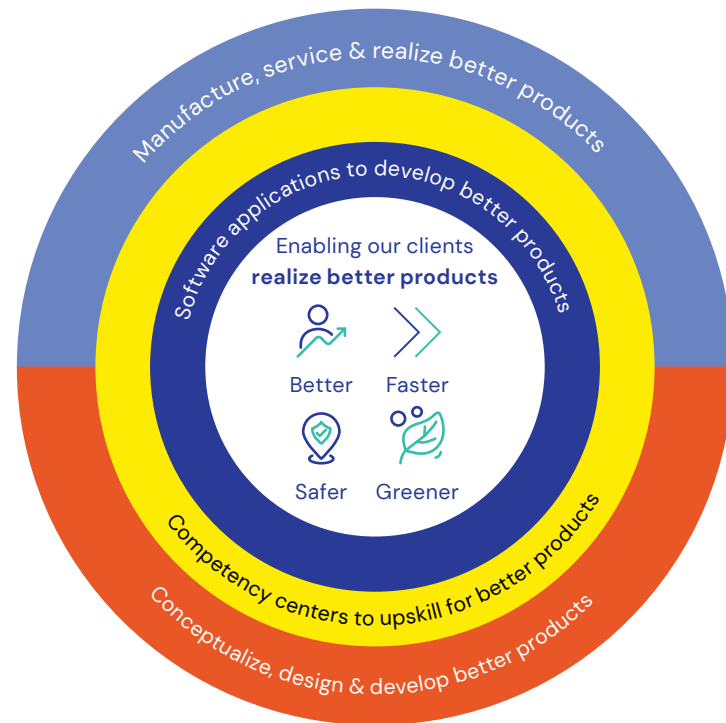 Manufacture, service & realize better products
Software applications to develop better products
Enabling our clients
realize better products
Better
Faster
Safer
Greener
Competency centers to upskill for better products
Conceptualize, design & develop better products